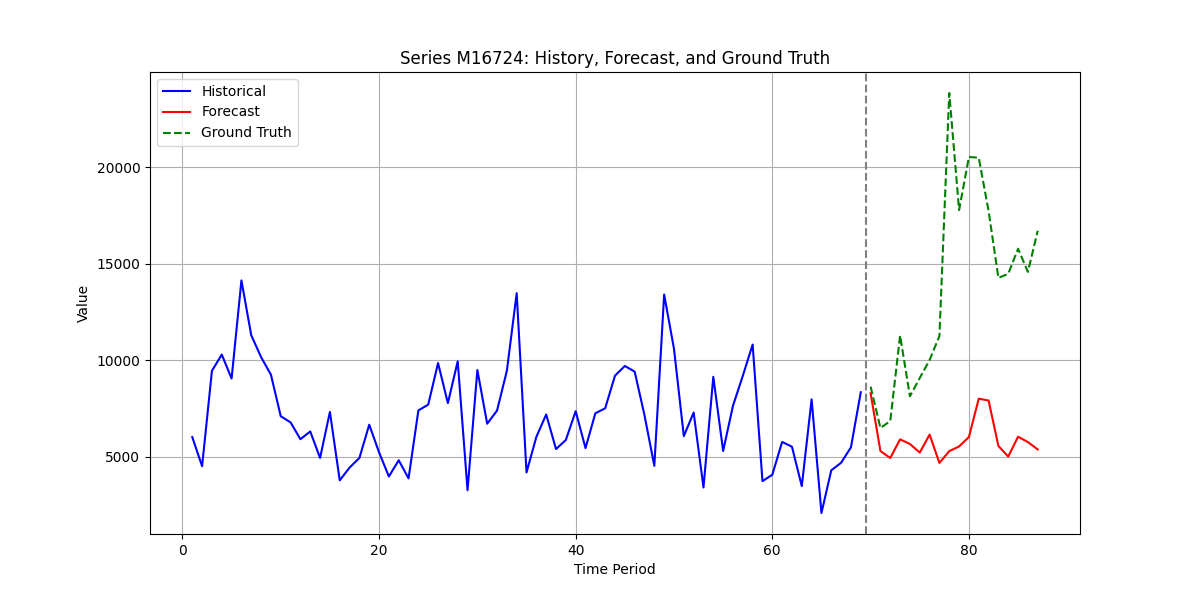 Series M16724: History, Forecast, and Ground Truth
Historical
Forecast
Ground Truth
20000
15000
10000
5000
Value
0
20
40
60
80
Time Period